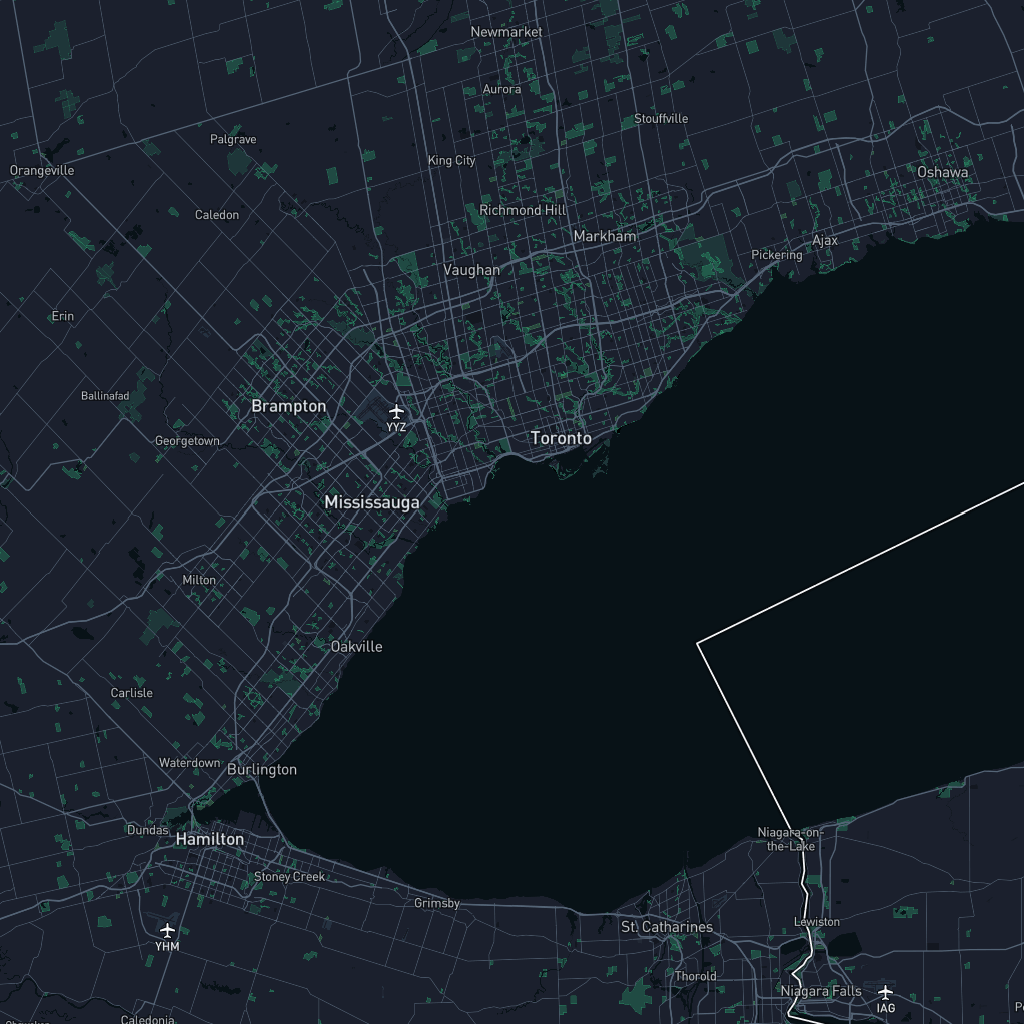 Newmarket
Aurora
Stouffville
Palgrave
King City
Orangeville
Oshawa
Caledon
Richmond Hill
Markham
Ajax
Pickering
Vaughan
Erin
Ballinafad
Brampton
YYZ
Georgetown
Toronto
Mississauga
Milton
Oakville
Carlisle
Waterdown
Burlington
Dundas
Hamilton
Niagara-on-
the-Lake
Stoney Creek
Grimsby
Lewiston
St. Catharines
YHM
Thorold
Niagara Falls
IAG
Caledonia